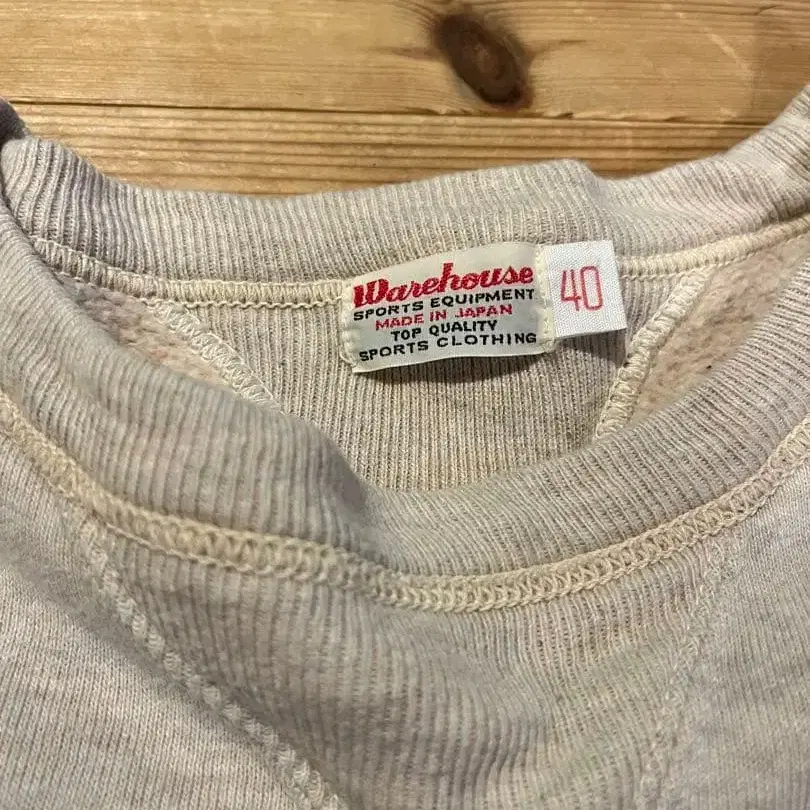 Warehouse
SPORTS EQUIPMENT
MADE IN JAPAN
TOP QUALITY
SPORTS CLOTHING
40